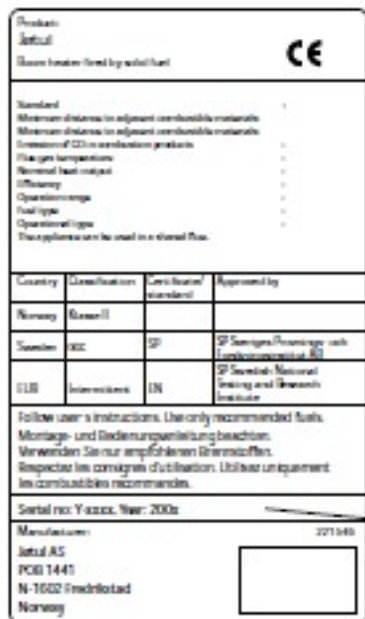 Product:
Jøtul
Room heater fired by solid fuel
CE
Standard :
Minimum distance to adjacent combustible materials:
Minimum distance to adjacent combustible materials:
Emission of CO in combustion products :
Flue gas temperature :
Nominal heat output :
Efficiency :
Operation range :
Fuel type :
Operational type :
The appliance can be used in a shared flue.
Country Classification Certificate/ standard Approved by
Norway Klasse II
Sweden SP SP Sveriges Provnings- och
EUR Intermittent EN SP Swedish National Testing and Research Institute
Follow user's instructions. Use only recommended fuels.
Montage- und Bedienungsanleitung beachten.
Verwenden Sie nur empfohlenen Brennstoffen.
Respectez les consignes d'utilisation. Utilisez uniquement
les combustibles recommandés.
Serial no: Y-xxxx, Year: 200x
Manufacturer: 221546
Jøtul AS
POB 1441
N-1602 Fredrikstad
Norway